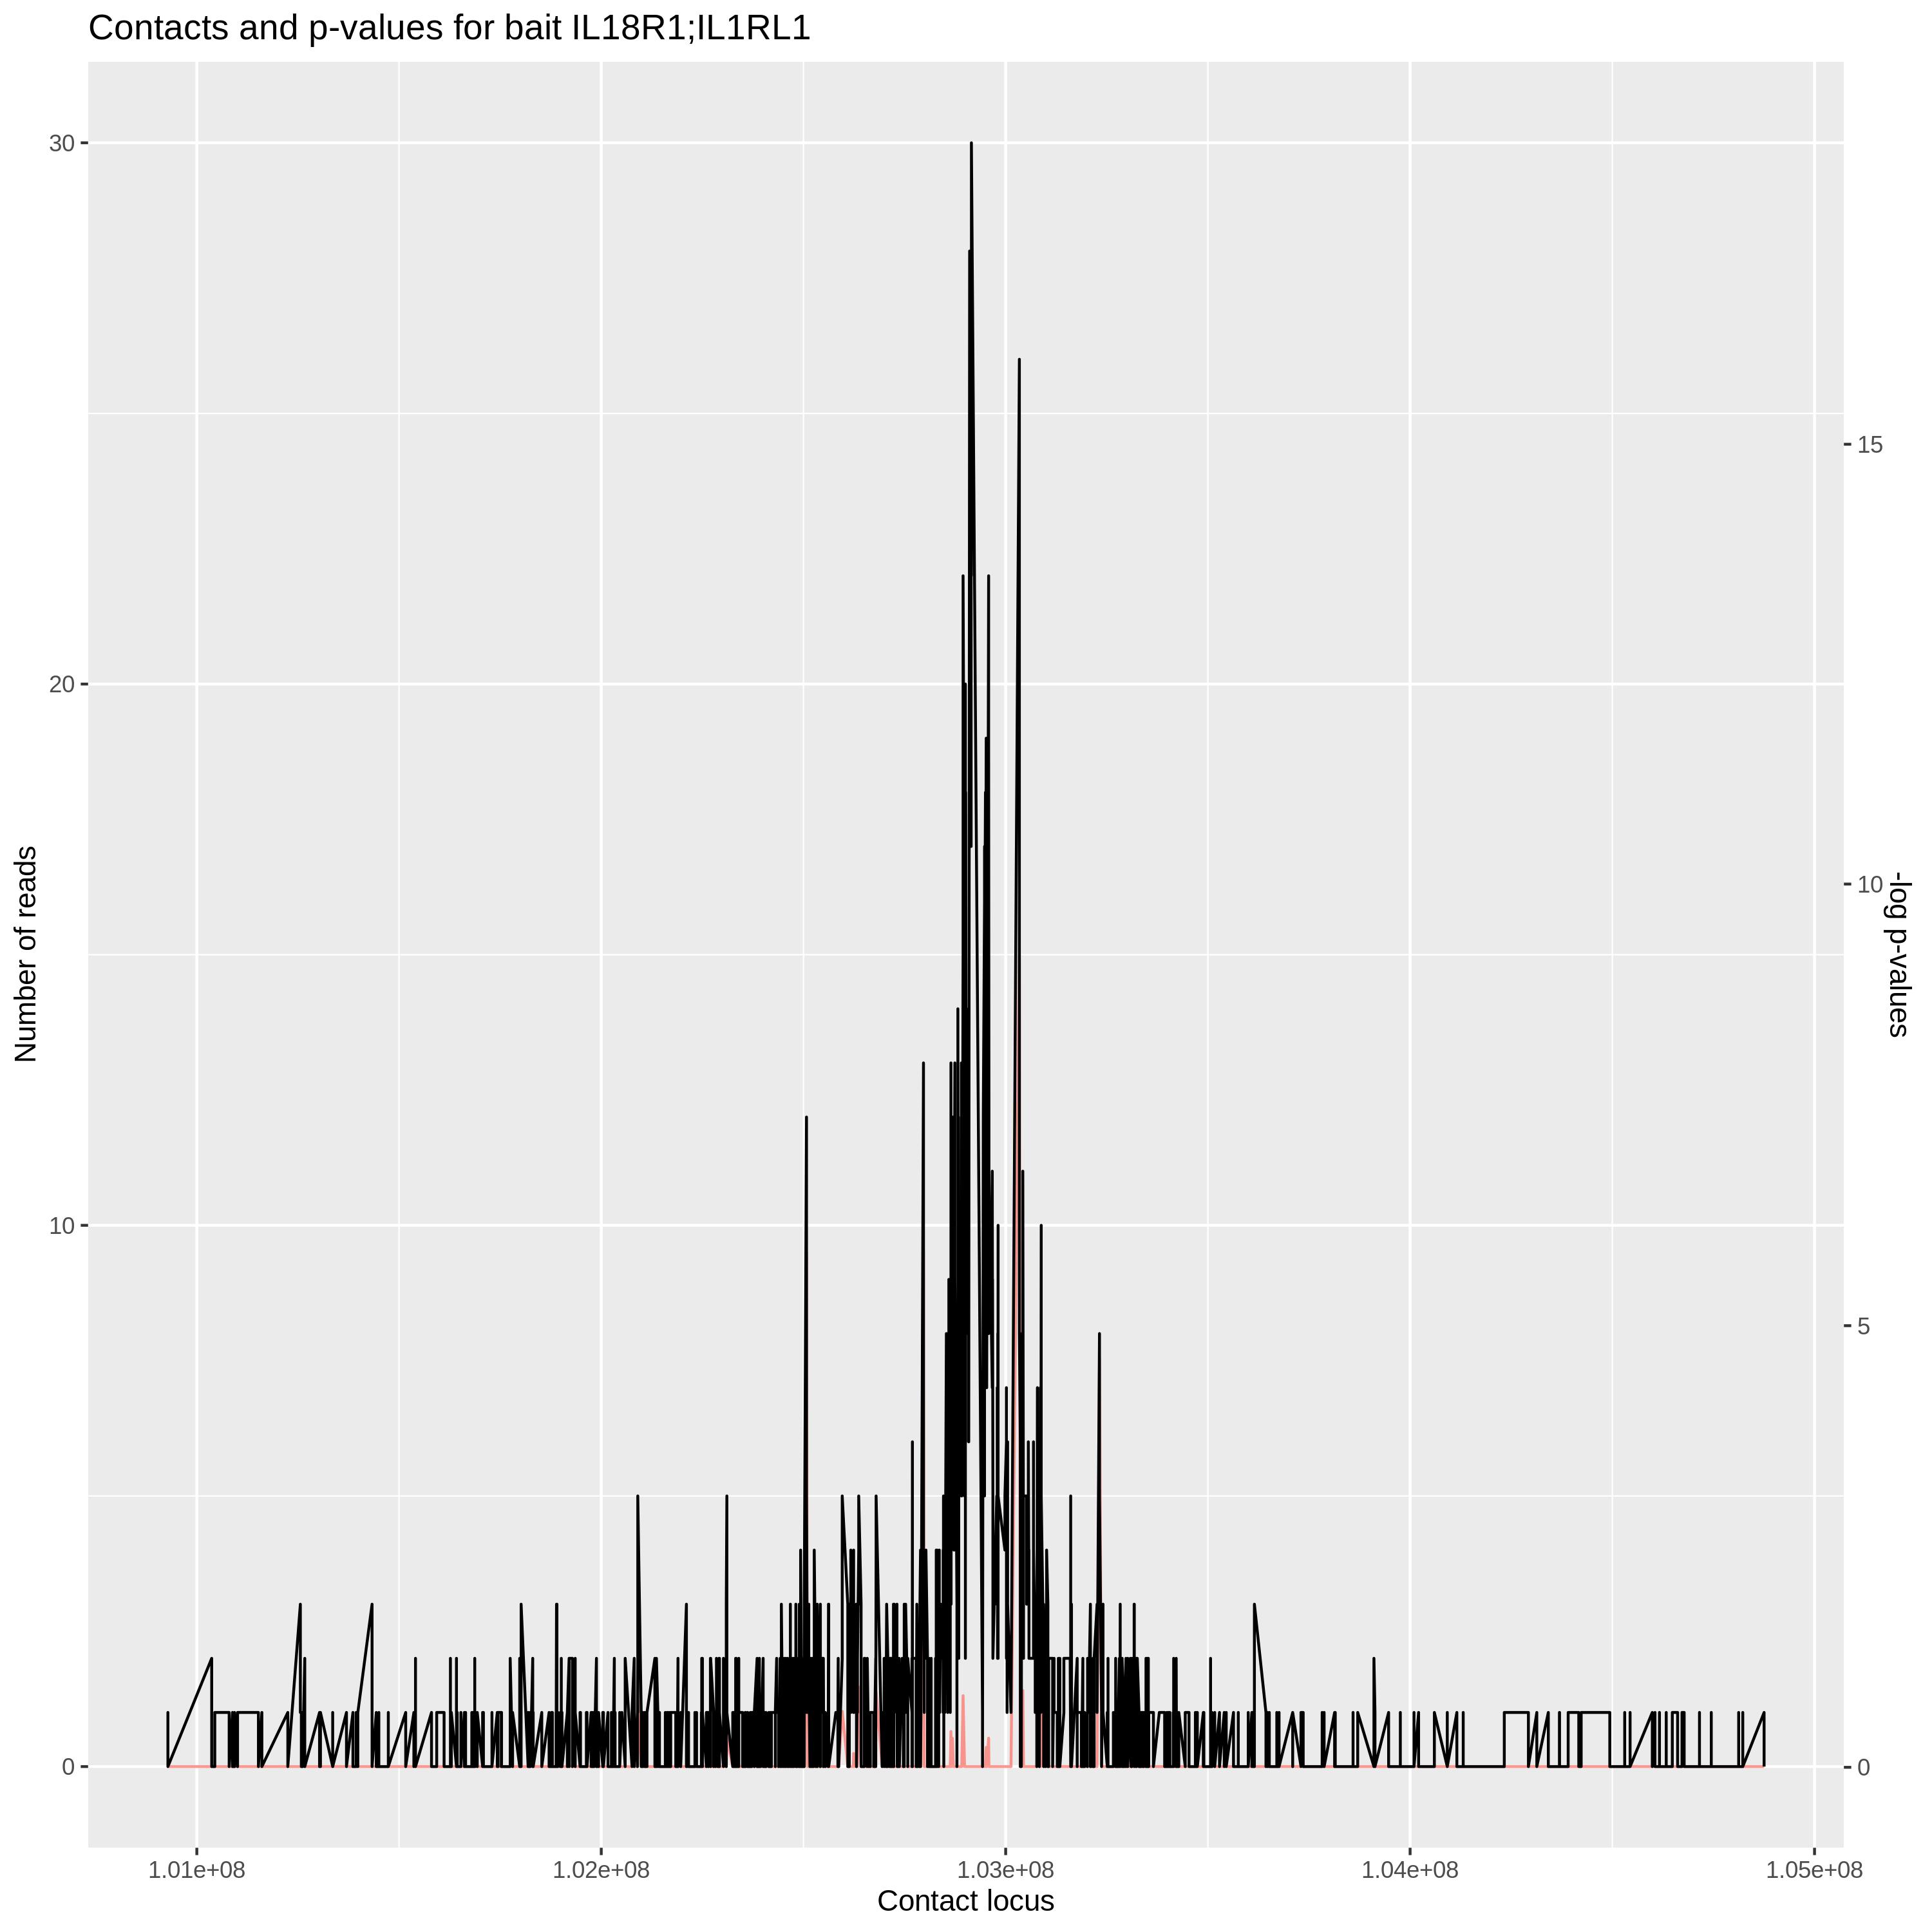 Contacts and p-values for bait IL18R1;IL1RL1
30
20
10
0
Number of reads
15
10
5
0
-log p-values
1.01e+08
1.02e+08
1.03e+08
1.04e+08
1.05e+08
Contact locus